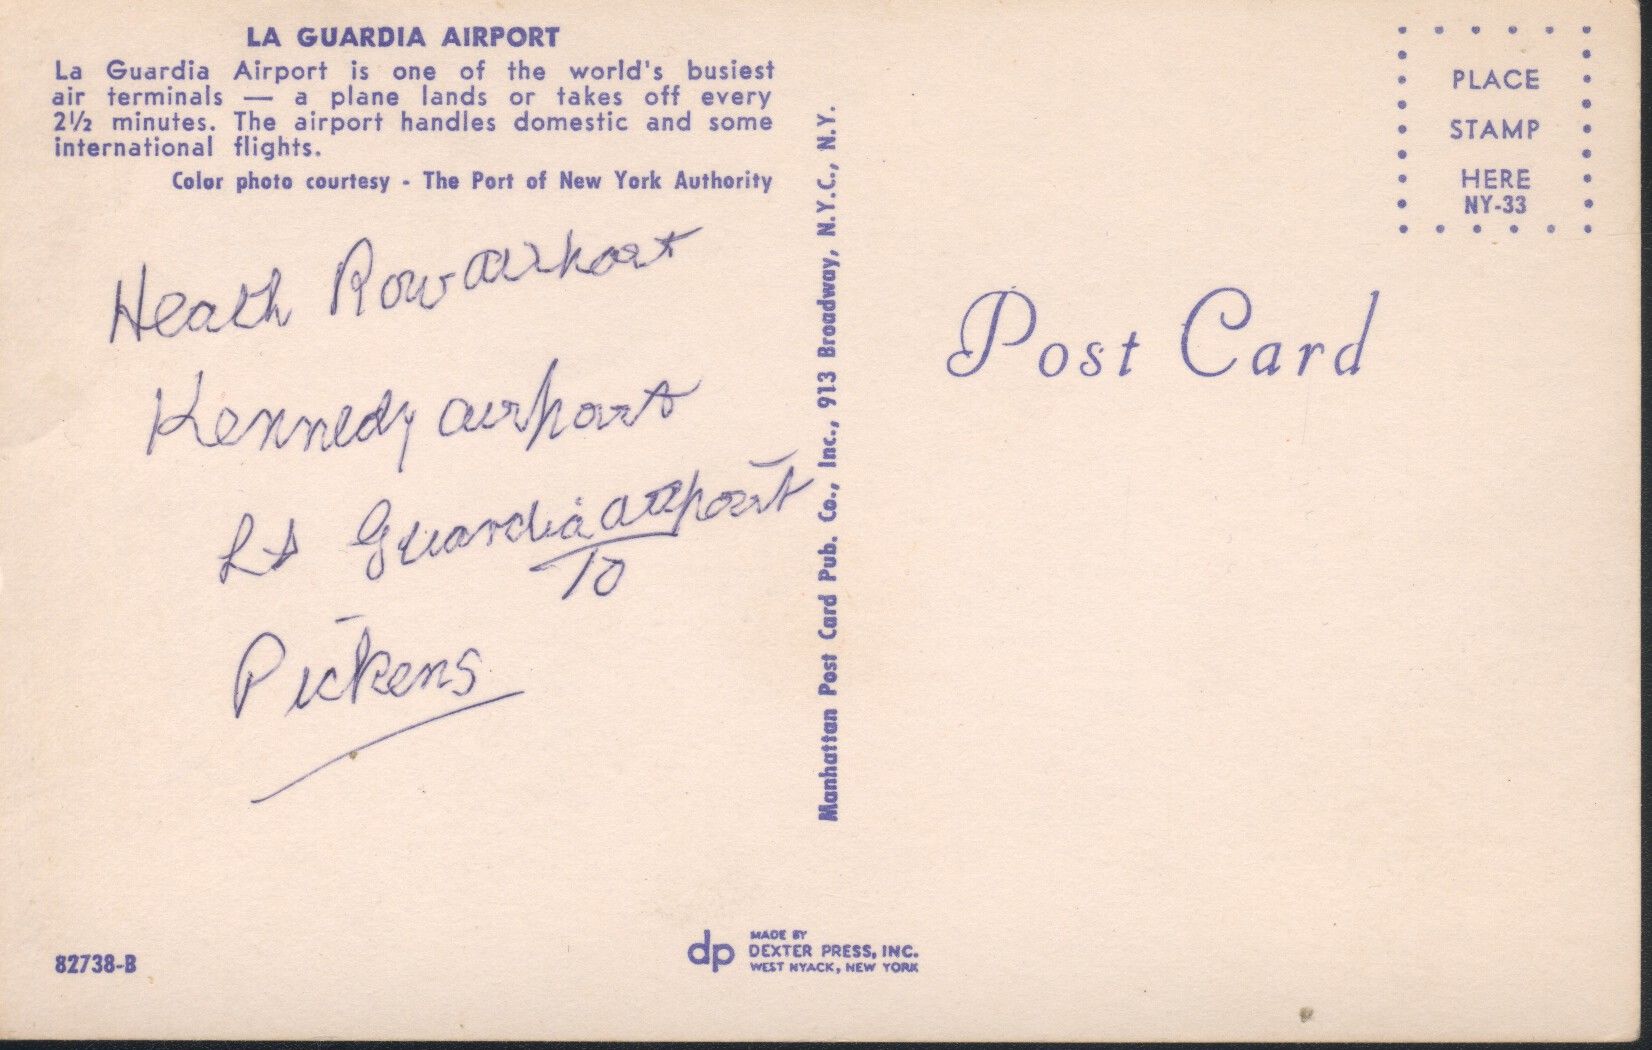 LA GUARDIA AIRPORT
La Guardia Airport is one of the world's busiest
air terminals — a plane lands or takes off every
2½ minutes. The airport handles domestic and some
international flights.
Color photo courtesy - The Port of New York Authority
Heath Row airport
Kennedy airport
La Guardia airport
To
Pickens
82738-B
Manhattan Post Card Pub. Co., Inc., 913 Broadway, N.Y.C., N.Y.
dp
MADE BY
DEXTER PRESS, INC.
WEST NYACK, NEW YORK
PLACE
STAMP
HERE
NY-33
Post Card